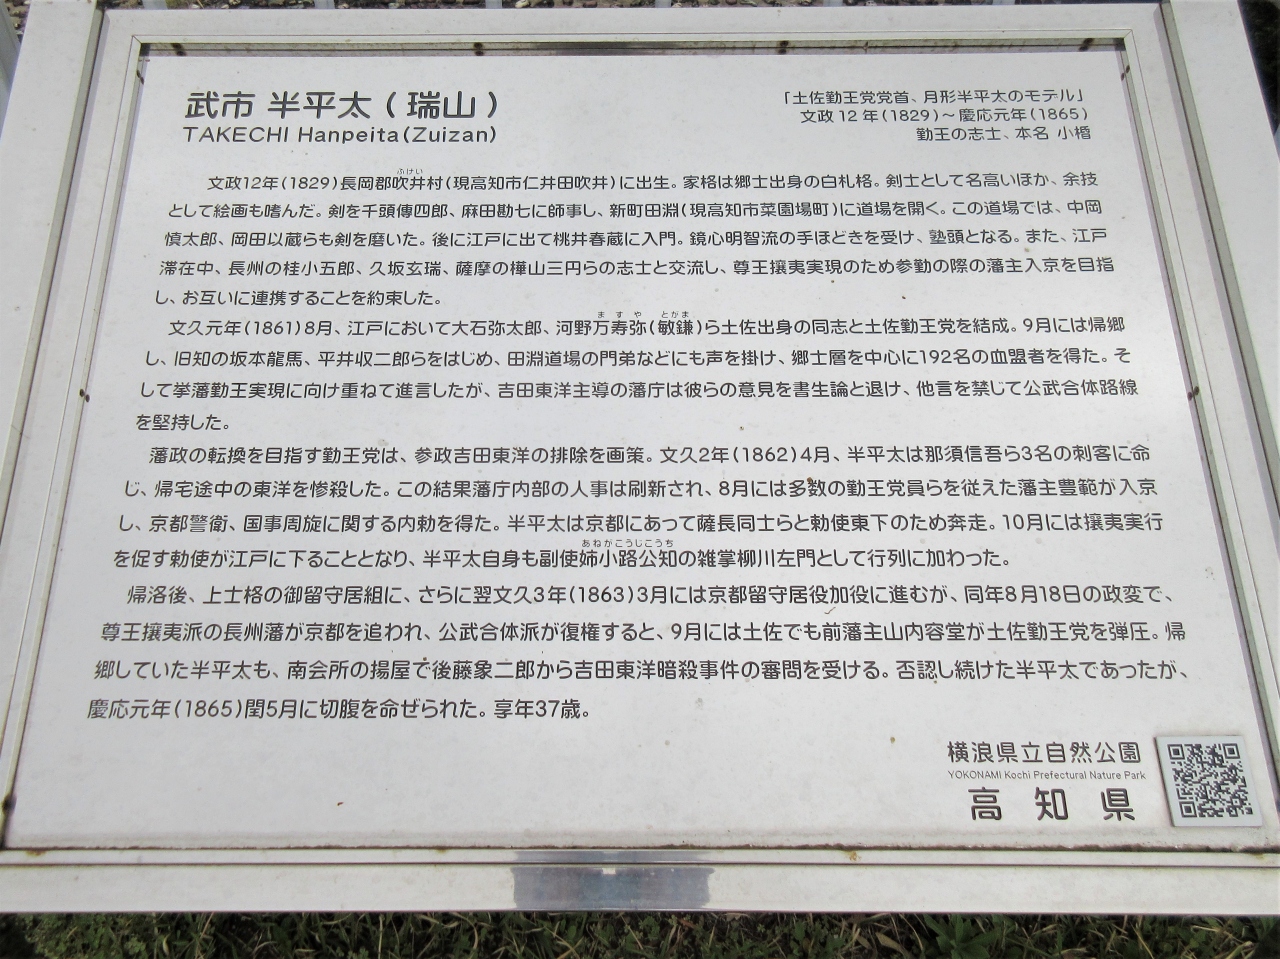 武市 半平太(瑞山)
TAKECHI Hanpeita(Zuizan)
「土佐勤王党党首、月形半平太のモデル」
文政12年(1829)～慶応元年(1865)
勤王の志士、本名 小楯
ふけい
文政12年(1829)長岡郡吹井村(現高知市仁井田吹井)に出生。家格は郷士出身の白札格。剣士として名高いほか、余技
として絵画も嗜んだ。剣を千頭傳四郎、麻田勘七に師事し、新町田淵(現高知市菜園場町)に道場を開く。この道場では、中岡
慎太郎、岡田以蔵らも剣を磨いた。後に江戸に出て桃井春蔵に入門。鏡心明智流の手ほどきを受け、塾頭となる。また、江戸
滞在中、長州の桂小五郎、久坂玄瑞、薩摩の樺山三円らの志士と交流し、尊王攘夷実現のため参勤の際の藩主入京を目指
し、お互いに連携することを約束した。
ますや とがま
文久元年(1861)8月、江戸において大石弥太郎、河野万寿弥(敏鎌)ら土佐出身の同志と土佐勤王党を結成。9月には帰郷
し、旧知の坂本龍馬、平井収二郎らをはじめ、田淵道場の門弟などにも声を掛け、郷士層を中心に192名の血盟者を得た。そ
して挙藩勤王実現に向け重ねて進言したが、吉田東洋主導の藩庁は彼らの意見を書生論と退け、他言を禁じて公武合体路線
を堅持した。
藩政の転換を目指す勤王党は、参政吉田東洋の排除を画策。文久2年(1862)4月、半平太は那須信吾ら3名の刺客に命
じ、帰宅途中の東洋を惨殺した。この結果藩庁内部の人事は刷新され、8月には多数の勤王党員らを従えた藩主豊範が入京
し、京都警衛、国事周旋に関する内勅を得た。半平太は京都にあって薩長同士らと勅使東下のため奔走。10月には攘夷実行
あねがこうじこうち
を促す勅使が江戸に下ることとなり、半平太自身も副使姉小路公知の雑掌柳川左門として行列に加わった。
帰洛後、上士格の御留守居組に、さらに翌文久3年(1863)3月には京都留守居役加役に進むが、同年8月18日の政変で、
尊王攘夷派の長州藩が京都を追われ、公武合体派が復権すると、9月には土佐でも前藩主山内容堂が土佐勤王党を弾圧。帰
郷していた半平太も、南会所の揚屋で後藤象二郎から吉田東洋暗殺事件の審問を受ける。否認し続けた半平太であったが、
慶応元年(1865)閏5月に切腹を命ぜられた。享年37歳。
横浪県立自然公園
YOKONAMI Kochi Prefectural Nature Park
高知県